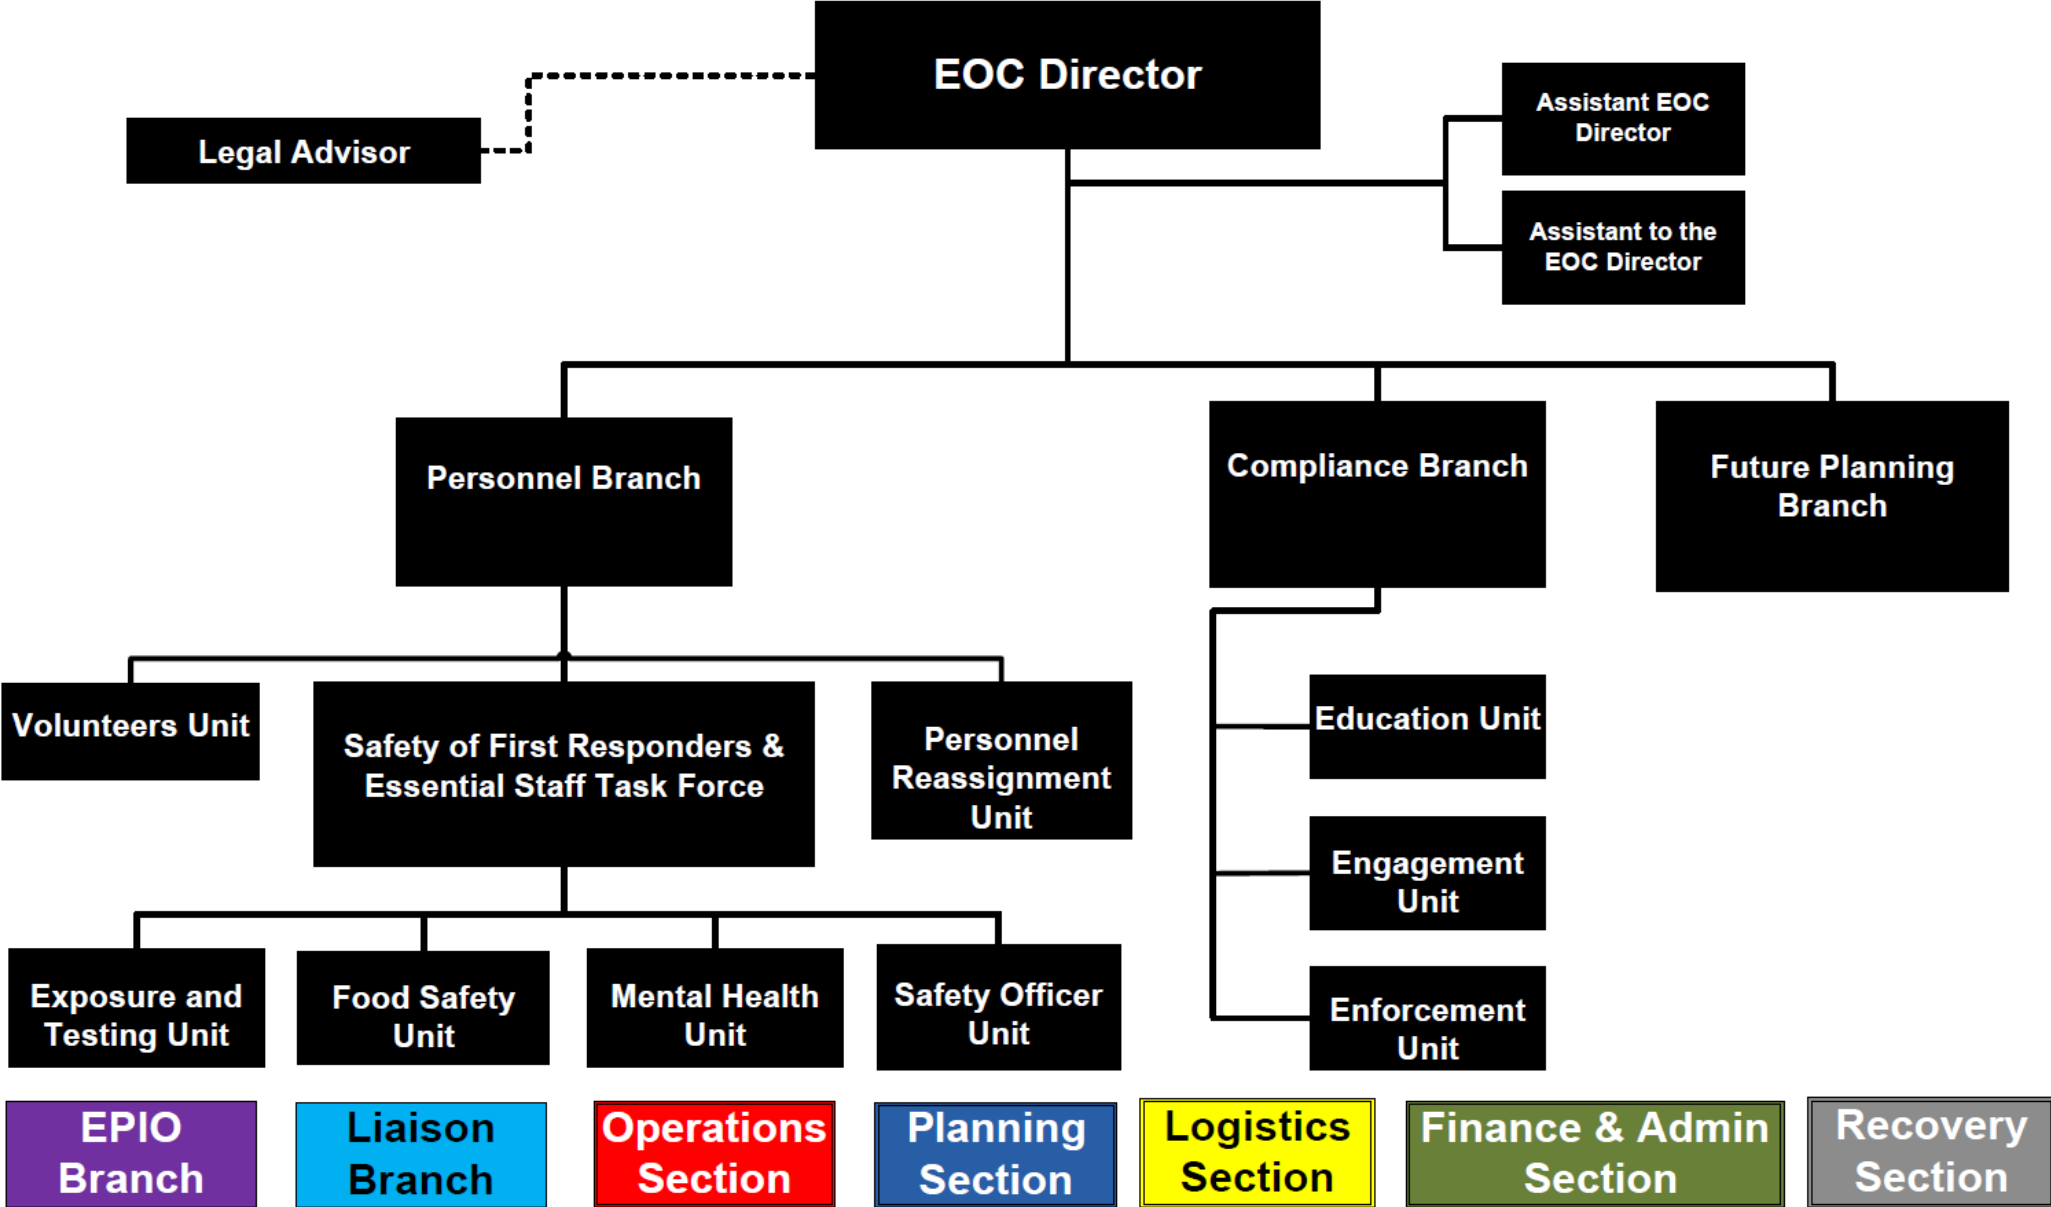 EOC Director
Legal Advisor
Assistant EOC
Director
Assistant to the
EOC Director
Personnel Branch
Compliance Branch
Future Planning
Branch
Volunteers Unit
Safety of First Responders &
Essential Staff Task Force
Personnel
Reassignment
Unit
Education Unit
Engagement
Unit
Enforcement
Unit
Exposure and
Testing Unit
Food Safety
Unit
Mental Health
Unit
Safety Officer
Unit
EPIO
Branch
Liaison
Branch
Operations
Section
Planning
Section
Logistics
Section
Finance & Admin
Section
Recovery
Section